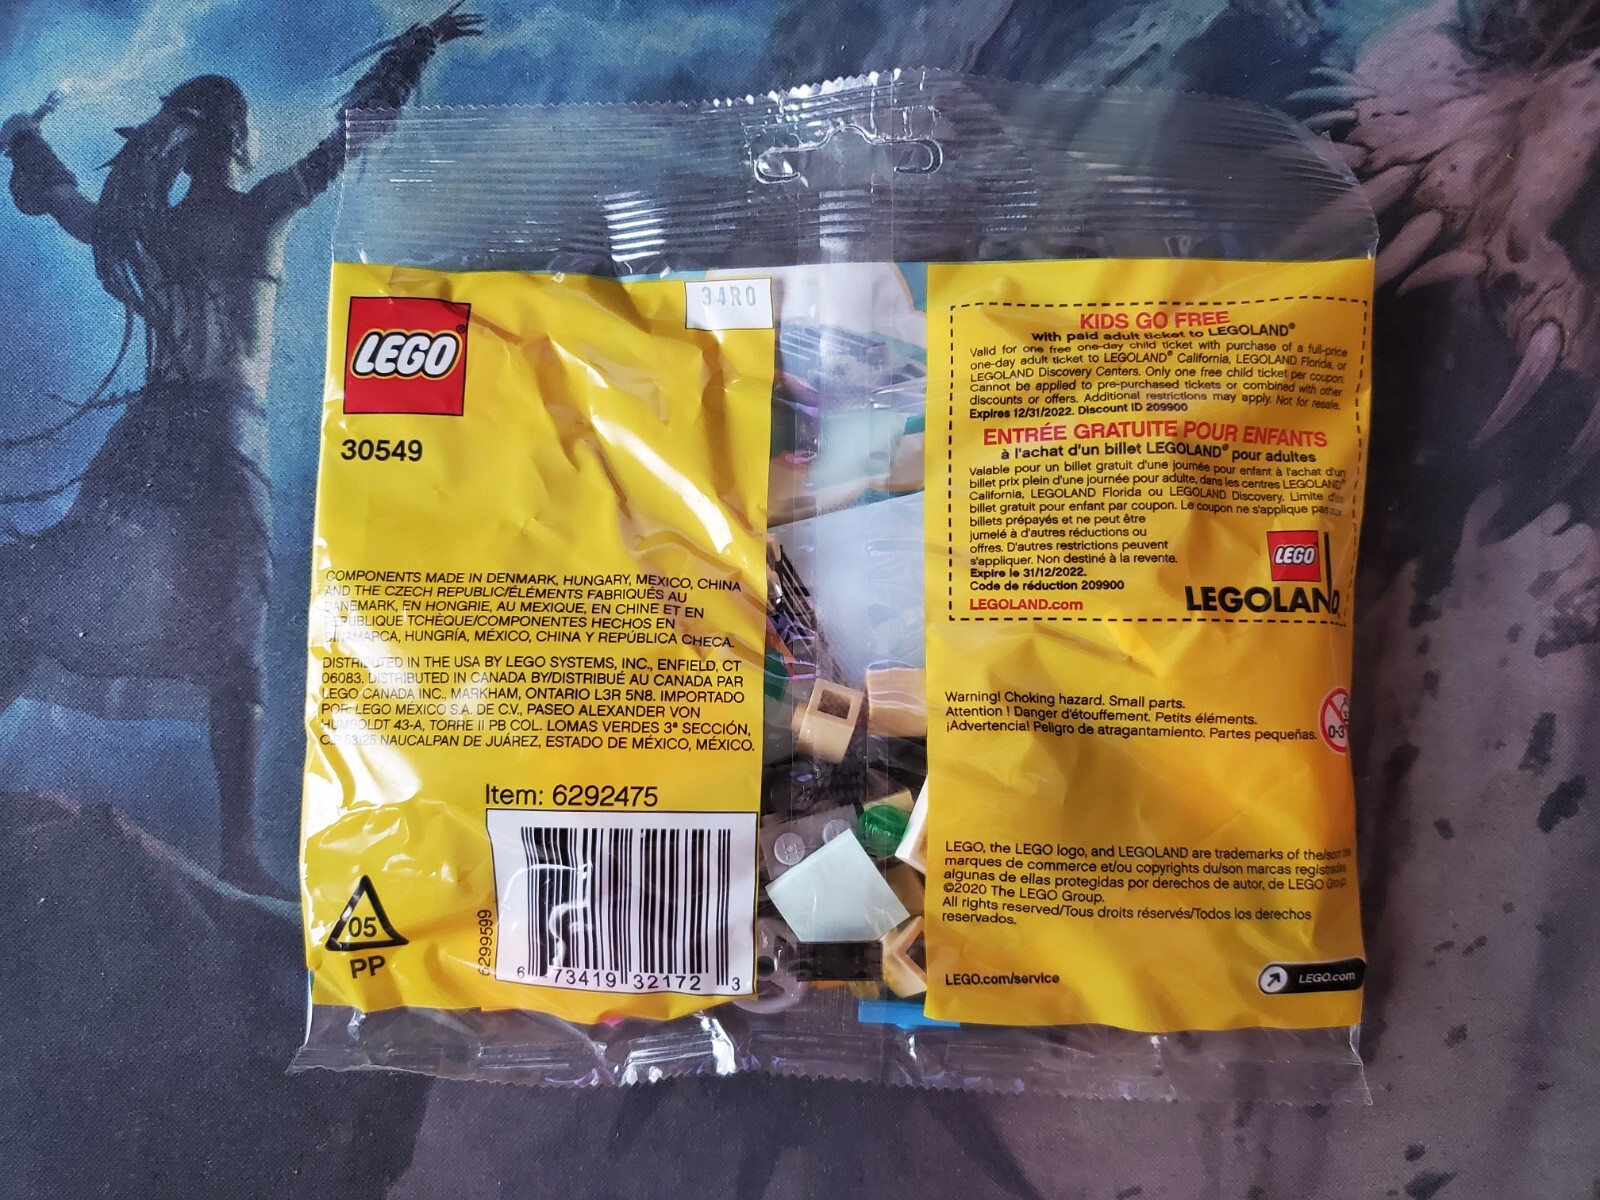 34R0
LEGO®
30549
COMPONENTS MADE IN DENMARK, HUNGARY, MEXICO, CHINA
AND THE CZECH REPUBLIC/ÉLÉMENTS FABRIQUÉS AU
DANEMARK, EN HONGRIE, AU MEXIQUE, EN CHINE ET EN
RÉPUBLIQUE TCHÈQUE/COMPONENTES HECHOS EN
DINAMARCA, HUNGRÍA, MÉXICO, CHINA Y REPÚBLICA CHECA.
DISTRIBUTED IN THE USA BY LEGO SYSTEMS, INC., ENFIELD, CT
06083. DISTRIBUTED IN CANADA BY/DISTRIBUÉ AU CANADA PAR
LEGO CANADA INC., MARKHAM, ONTARIO L3R 5N8. IMPORTADO
POR: LEGO MÉXICO S.A. DE C.V., PASEO ALEXANDER VON
HUMBOLDT 43-A, TORRE II PB COL. LOMAS VERDES 3ª SECCIÓN,
C.P. 53125 NAUCALPAN DE JUÁREZ, ESTADO DE MÉXICO, MÉXICO.
Item: 6292475
6299599
6 73419 32172 3
05
PP
KIDS GO FREE
with paid adult ticket to LEGOLAND®
Valid for one free one-day child ticket with purchase of a full-price
one-day adult ticket to LEGOLAND® California, LEGOLAND Florida, or
LEGOLAND Discovery Centers. Only one free child ticket per coupon.
Cannot be applied to pre-purchased tickets or combined with other
discounts or offers. Additional restrictions may apply. Not for resale.
Expires 12/31/2022. Discount ID 209900
ENTRÉE GRATUITE POUR ENFANTS
à l'achat d'un billet LEGOLAND® pour adultes
Valable pour un billet gratuit d'une journée pour enfant à l'achat d'un
billet prix plein d'une journée pour adulte, dans les centres LEGOLAND®
California, LEGOLAND Florida ou LEGOLAND Discovery. Limite d'un
billet gratuit pour enfant par coupon. Le coupon ne s'applique pas aux
billets prépayés et ne peut être
jumelé à d'autres réductions ou
offres. D'autres restrictions peuvent
s'appliquer. Non destiné à la revente.
Expire le 31/12/2022.
Code de réduction 209900
LEGOLAND.com
LEGO
LEGOLAND
Warning! Choking hazard. Small parts.
Attention ! Danger d'étouffement. Petits éléments.
¡Advertencia! Peligro de atragantamiento. Partes pequeñas.
0-3
LEGO, the LEGO logo, and LEGOLAND are trademarks of the/sont des
marques de commerce et/ou copyrights du/son marcas registradas,
algunas de ellas protegidas por derechos de autor, de LEGO Group.
©2020 The LEGO Group.
All rights reserved/Tous droits réservés/Todos los derechos
reservados.
LEGO.com/service
LEGO.com